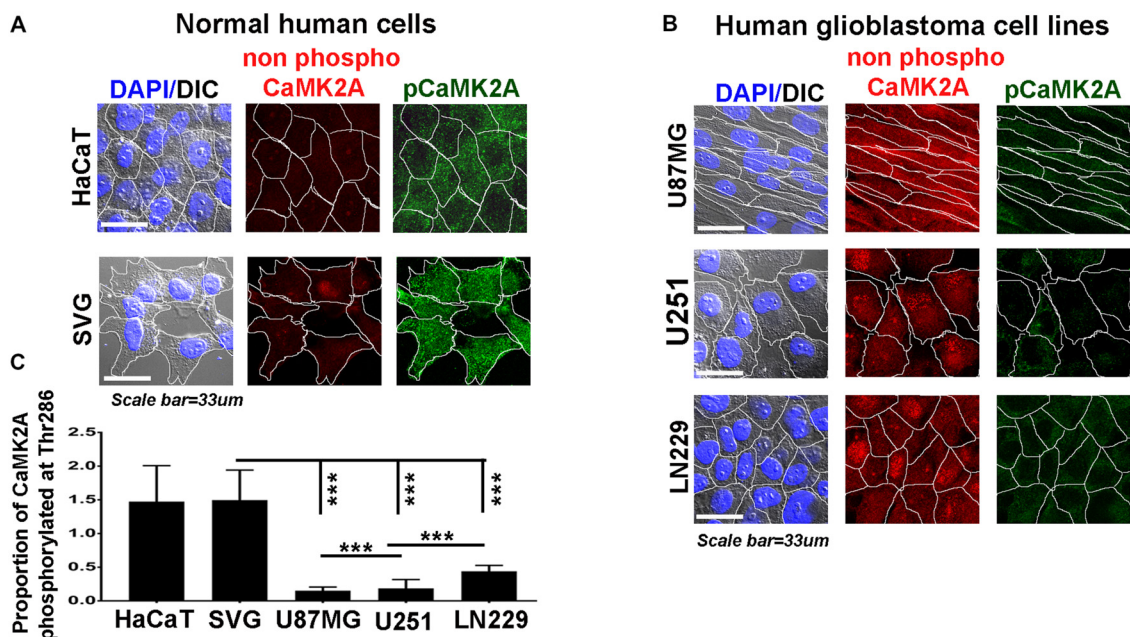 A
Normal human cells
non phospho
DAPI/DIC CaMK2A pCaMK2A
HaCaT
SVG
Scale bar=33um
B
Human glioblastoma cell lines
non phospho
DAPI/DIC CaMK2A pCaMK2A
U87MG
U251
LN229
Scale bar=33um
C
Proportion of CaMK2A
phosphorylated at Thr286
2.5
2.0
1.5
1.0
0.5
0.0
*** *** ***
*** ***
HaCaT SVG U87MG U251 LN229